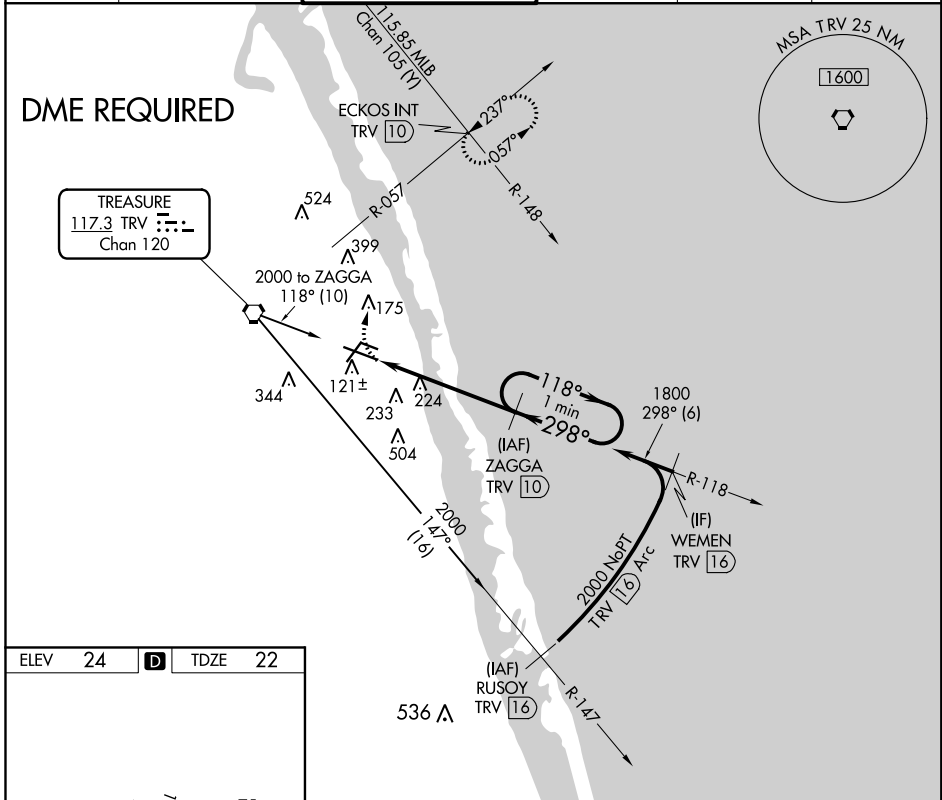 115.85 MLB
Chan 105 (Y)
MSA TRV 25 NM
1600
DME REQUIRED
ECKOS INT
TRV 10
237°
057°
R-057
R-148
TREASURE
117.3 TRV
Chan 120
524
399
2000 to ZAGGA
118° (10)
175
344
121±
233
224
504
118°
1 min
298°
(IAF)
ZAGGA
TRV 10
1800
298° (6)
R-118
(IF)
WEMEN
TRV 16
2000
147°
(16)
2000 NoPT
TRV 16 Arc
(IAF)
RUSOY
TRV 16
R-147
536
ELEV 24 D TDZE 22